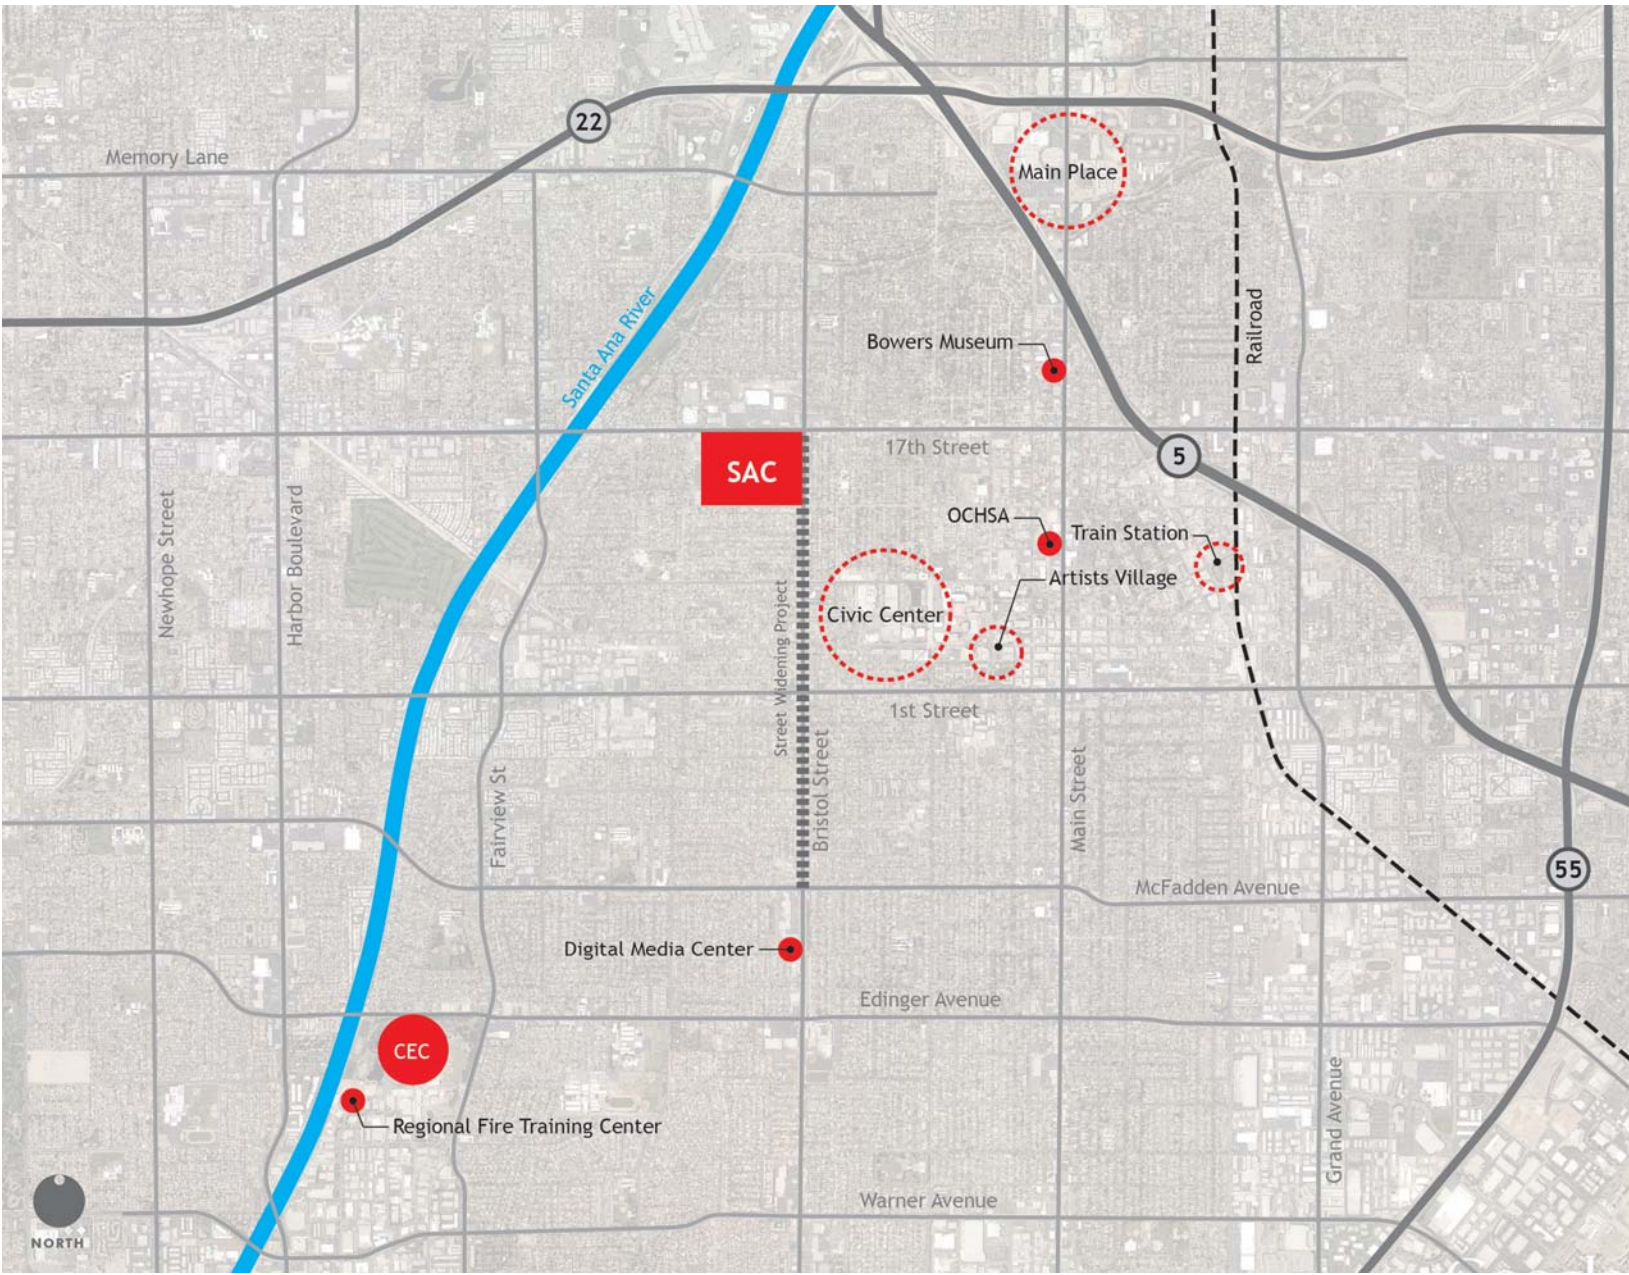 22
Memory Lane
Main Place
Santa Ana River
Railroad
Bowers Museum
17th Street
5
SAC
Newhope Street
Harbor Boulevard
OCHSA
Train Station
Artists Village
Civic Center
Street Widening Project
1st Street
Bristol Street
Fairview St
Main Street
55
McFadden Avenue
Digital Media Center
Edinger Avenue
CEC
Regional Fire Training Center
Grand Avenue
Warner Avenue
NORTH